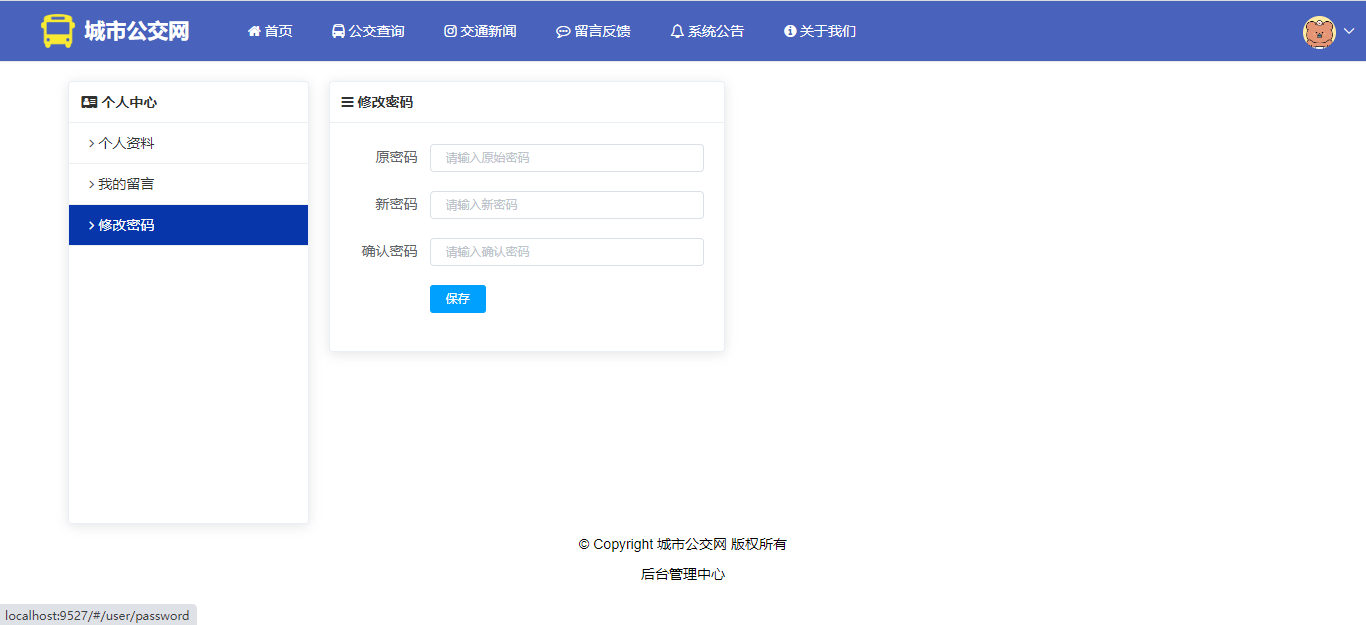 城市公交网 首页 公交查询 交通新闻 留言反馈 系统公告 关于我们
个人中心
个人资料
我的留言
修改密码
修改密码
原密码 请输入原始密码
新密码 请输入新密码
确认密码 请输入确认密码
保存
© Copyright 城市公交网 版权所有
后台管理中心
localhost:9527/#/user/password